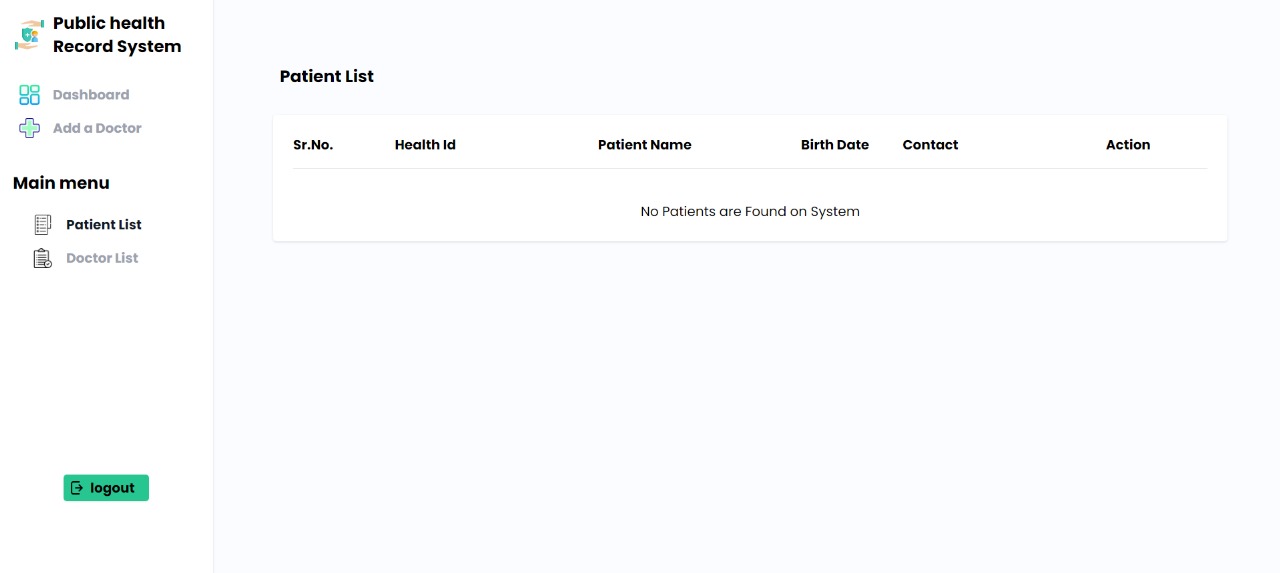 Public health
Record System
Dashboard
Add a Doctor
Main menu
Patient List
Doctor List
logout
Patient List
Sr.No. Health Id Patient Name Birth Date Contact Action
No Patients are Found on System